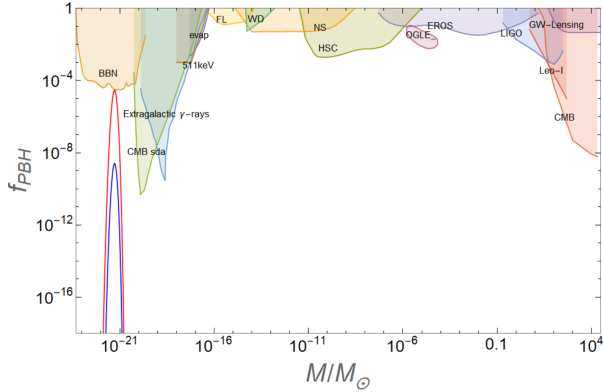 1
10^-4
10^-8
10^-12
10^-16
f_PBH
10^-21
10^-16
10^-11
10^-6
0.1
10^4
M/M_⊙
BBN
evap
511keV
Extragalactic γ-rays
CMB sda
FL
WD
NS
HSC
OGLE
EROS
LIGO
GW-Lensing
Leo-I
CMB